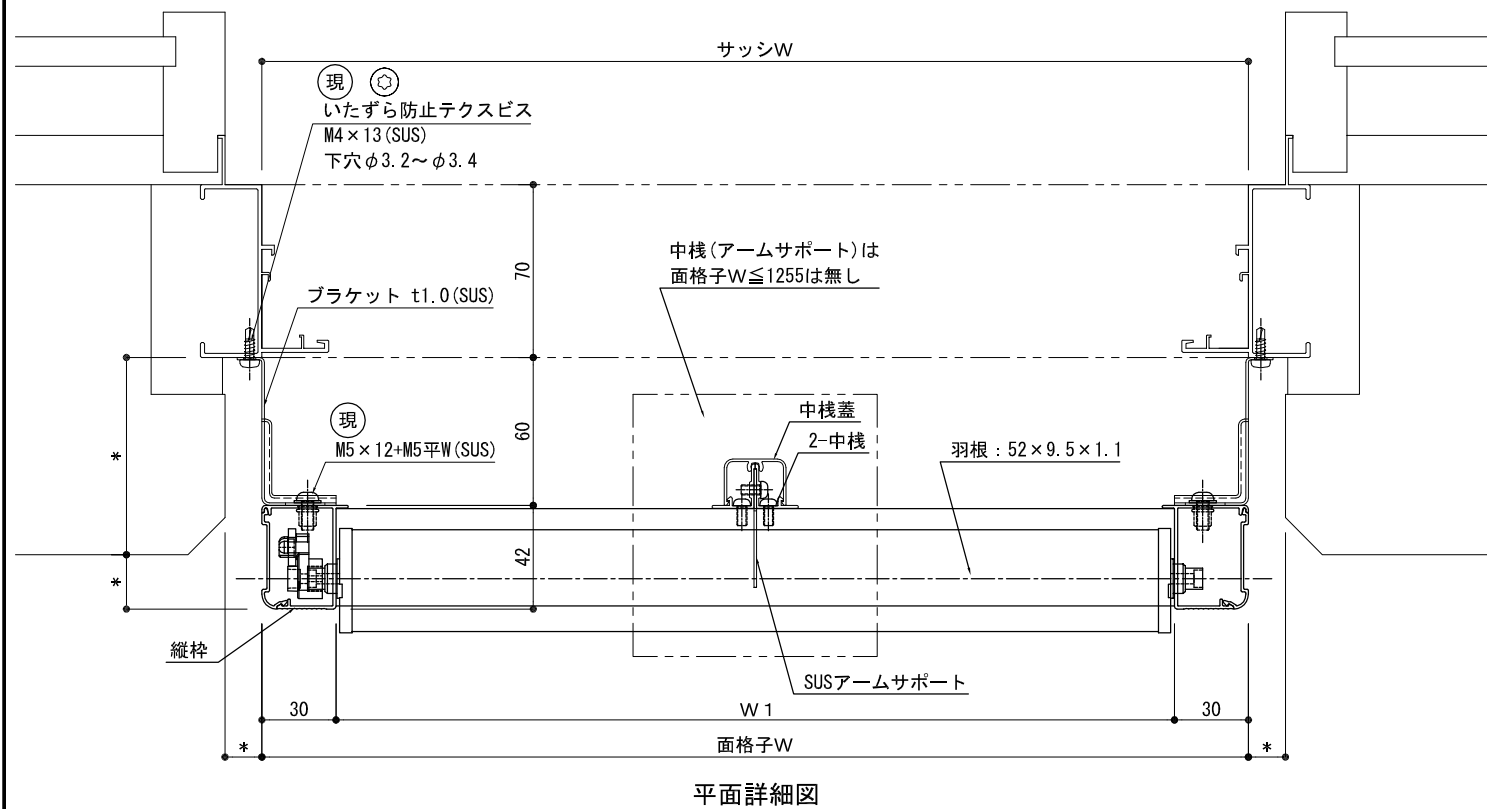 サッシW
現
いたずら防止テクスビス
M4×13(SUS)
下穴φ3.2～φ3.4
中桟(アームサポート)は
面格子W≦1255は無し
70
ブラケット t1.0(SUS)
現
M5×12+M5平W(SUS)
60
中桟蓋
2-中桟
羽根：52×9.5×1.1
*
42
*
縦枠
SUSアームサポート
30
W1
30
*
面格子W
*
平面詳細図